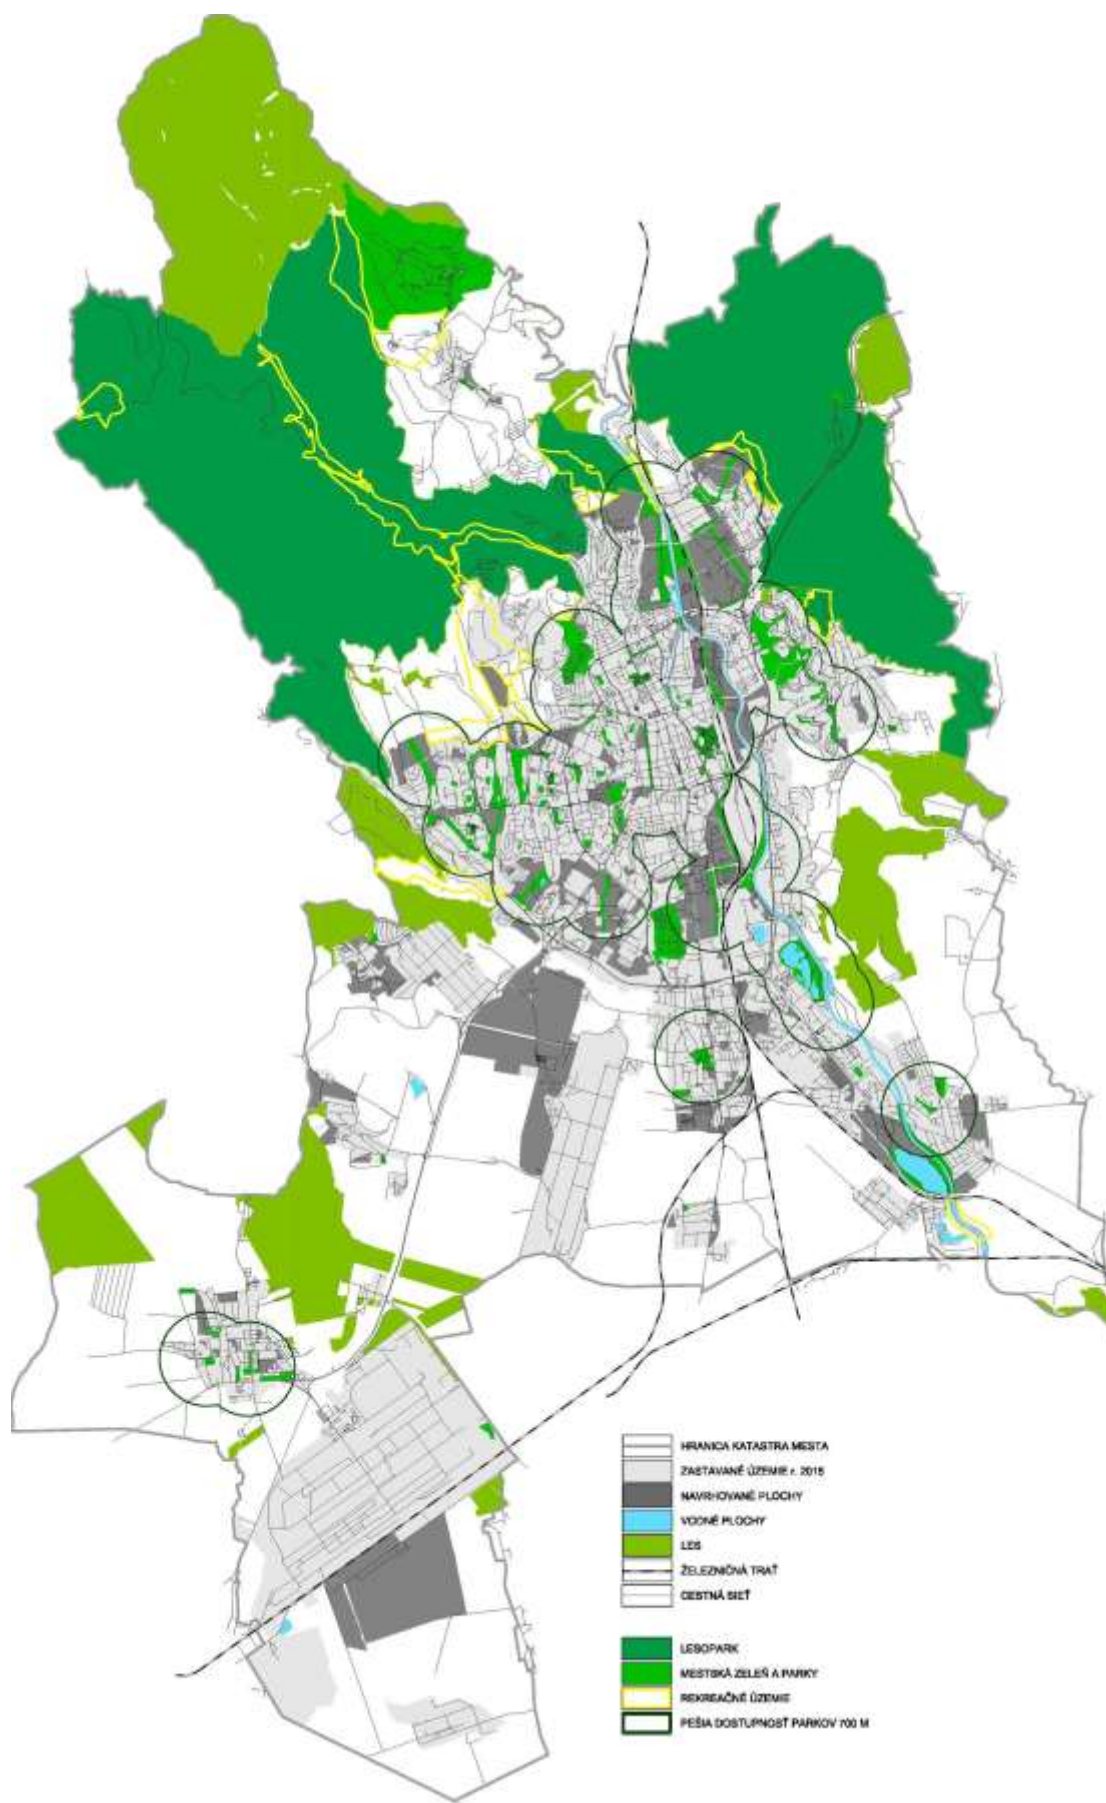 HRANICA KATASTRA MESTA
ZASTAVANÉ ÚZEMIE r. 2015
NAVRHOVANÉ PLOCHY
VODNÉ PLOCHY
LES
ŽELEZNIČNÁ TRAŤ
CESTNÁ SIEŤ
LESOPARK
MESTSKÁ ZELEŇ A PARKY
REKREAČNÉ ÚZEMIE
PEŠIA DOSTUPNOSŤ PARKOV 700 M